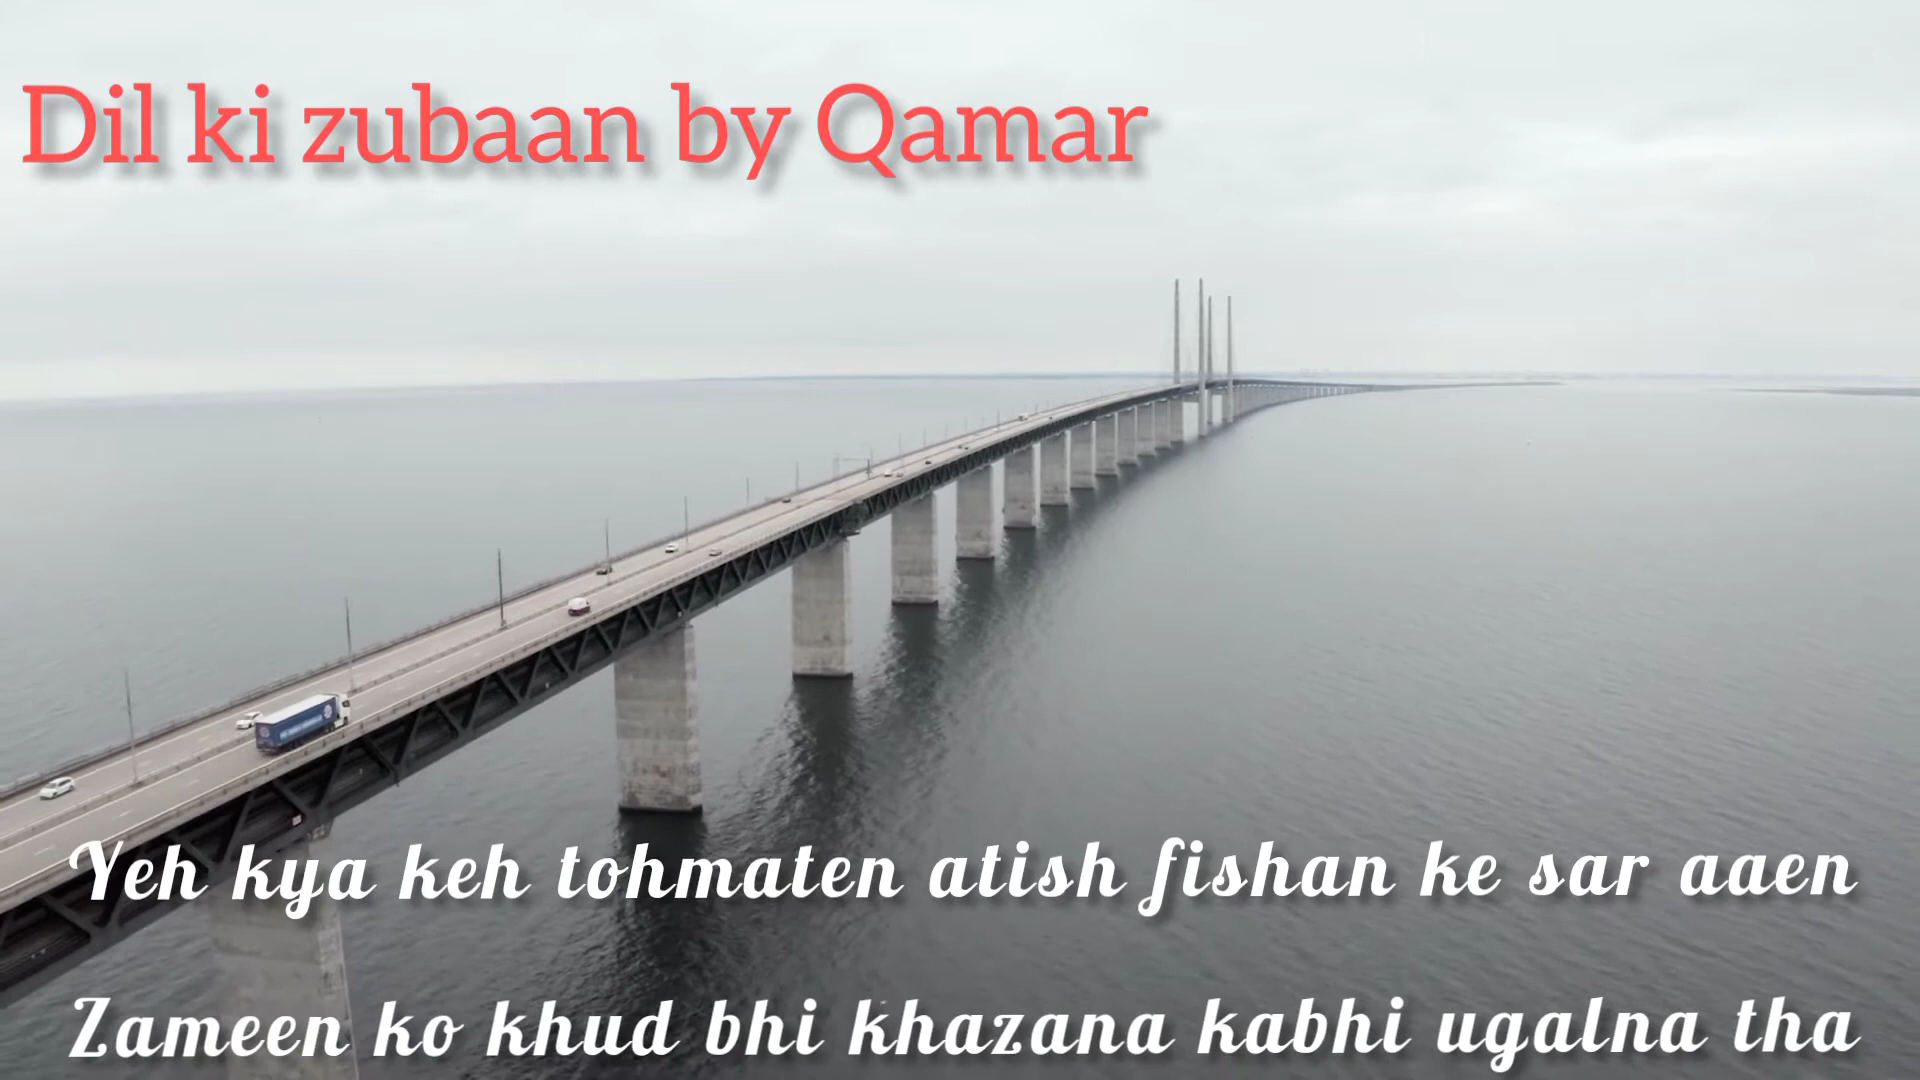 Dil ki zubaan by Qamar
Yeh kya keh tohmaten atish fishan ke sar aaen
Zameen ko khud bhi khazana kabhi ugalna tha